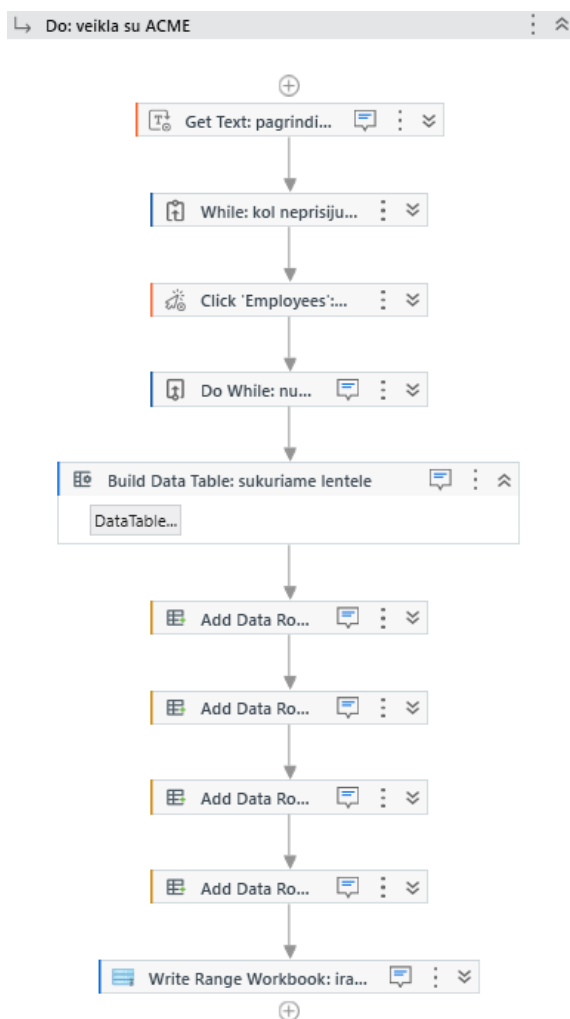 Do: veikla su ACME
Get Text: pagrindi...
While: kol neprisiju...
Click 'Employees':...
Do While: nu...
Build Data Table: sukuriame lentele
DataTable...
Add Data Ro...
Add Data Ro...
Add Data Ro...
Add Data Ro...
Write Range Workbook: ira...